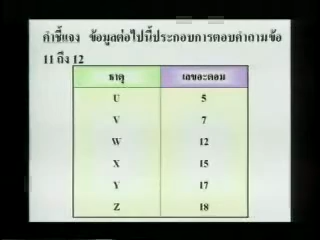 คำชี้แจง ข้อมูลต่อไปนี้ประกอบการตอบคำถามข้อ
11 ถึง 12
ธาตุ เลขอะตอม
U 5
V 7
W 12
X 15
Y 17
Z 18